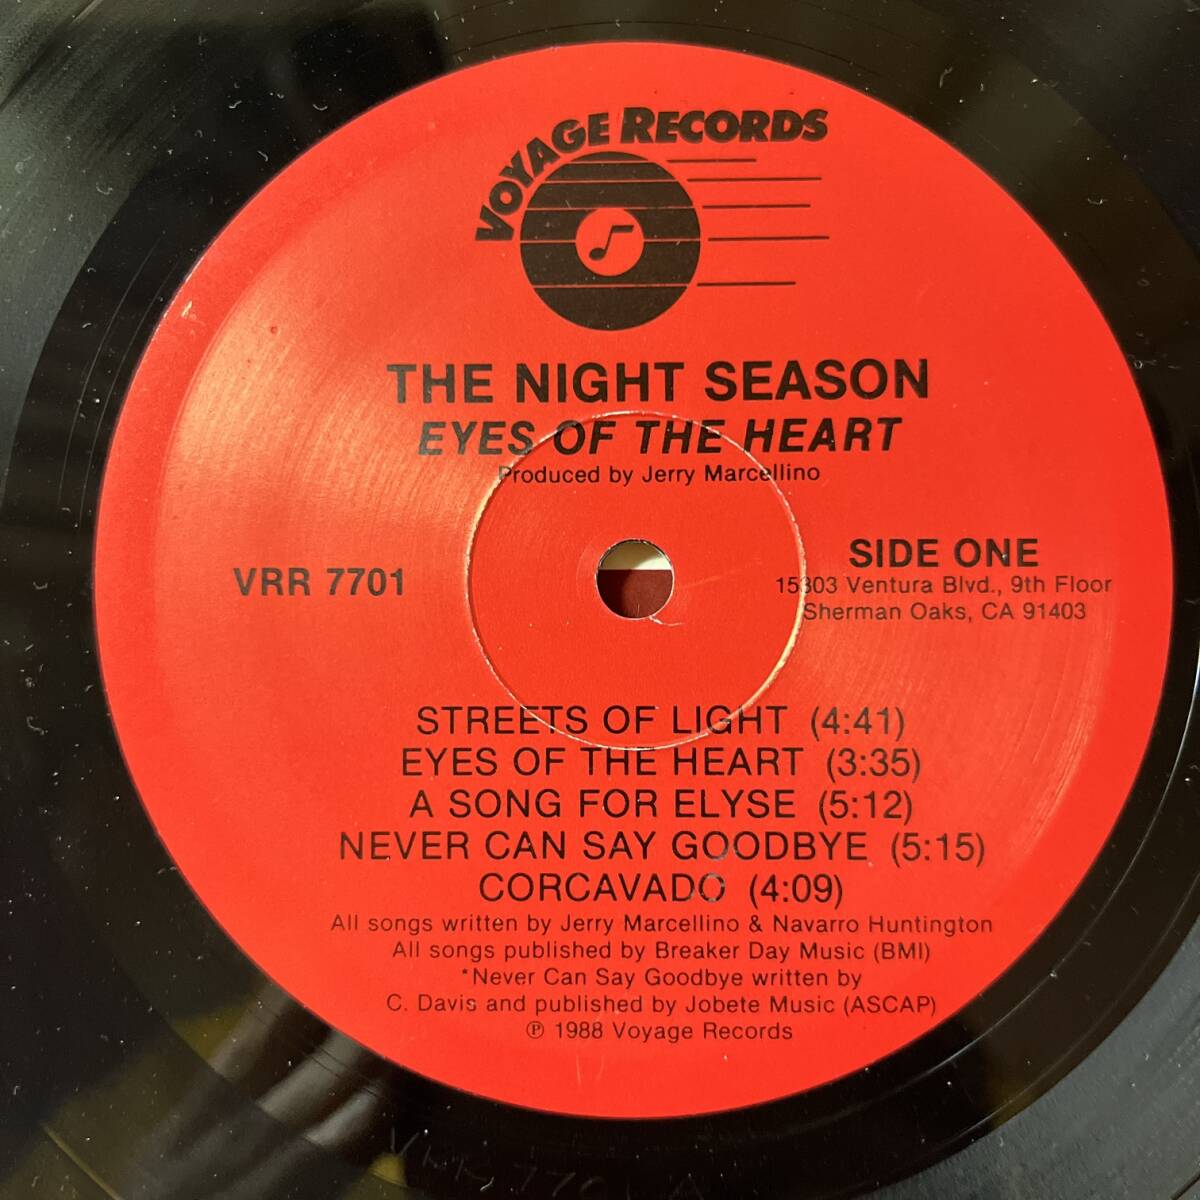 VOYAGE RECORDS
THE NIGHT SEASON
EYES OF THE HEART
Produced by Jerry Marcellino
VRR 7701
SIDE ONE
15303 Ventura Blvd., 9th Floor
Sherman Oaks, CA 91403
STREETS OF LIGHT (4:41)
EYES OF THE HEART (3:35)
A SONG FOR ELYSE (5:12)
NEVER CAN SAY GOODBYE (5:15)
CORCAVADO (4:09)
All songs written by Jerry Marcellino & Navarro Huntington
All songs published by Breaker Day Music (BMI)
*Never Can Say Goodbye written by
C. Davis and published by Jobete Music (ASCAP)
℗ 1988 Voyage Records
VRR 7701 A